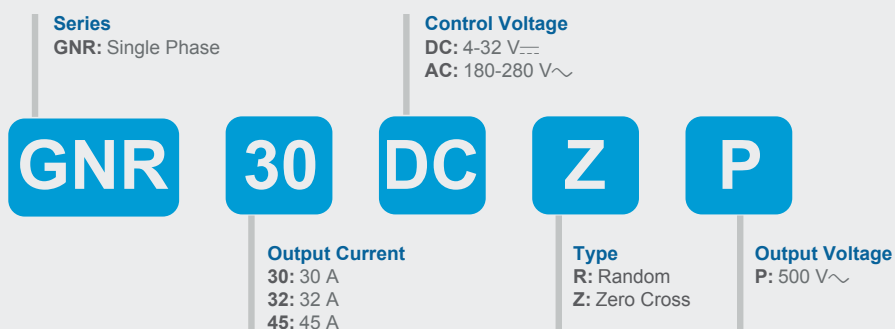 Series
GNR: Single Phase
Control Voltage
DC: 4-32 V⎓
AC: 180-280 V∿
GNR 30 DC Z P
Output Current
30: 30 A
32: 32 A
45: 45 A
Type
R: Random
Z: Zero Cross
Output Voltage
P: 500 V∿